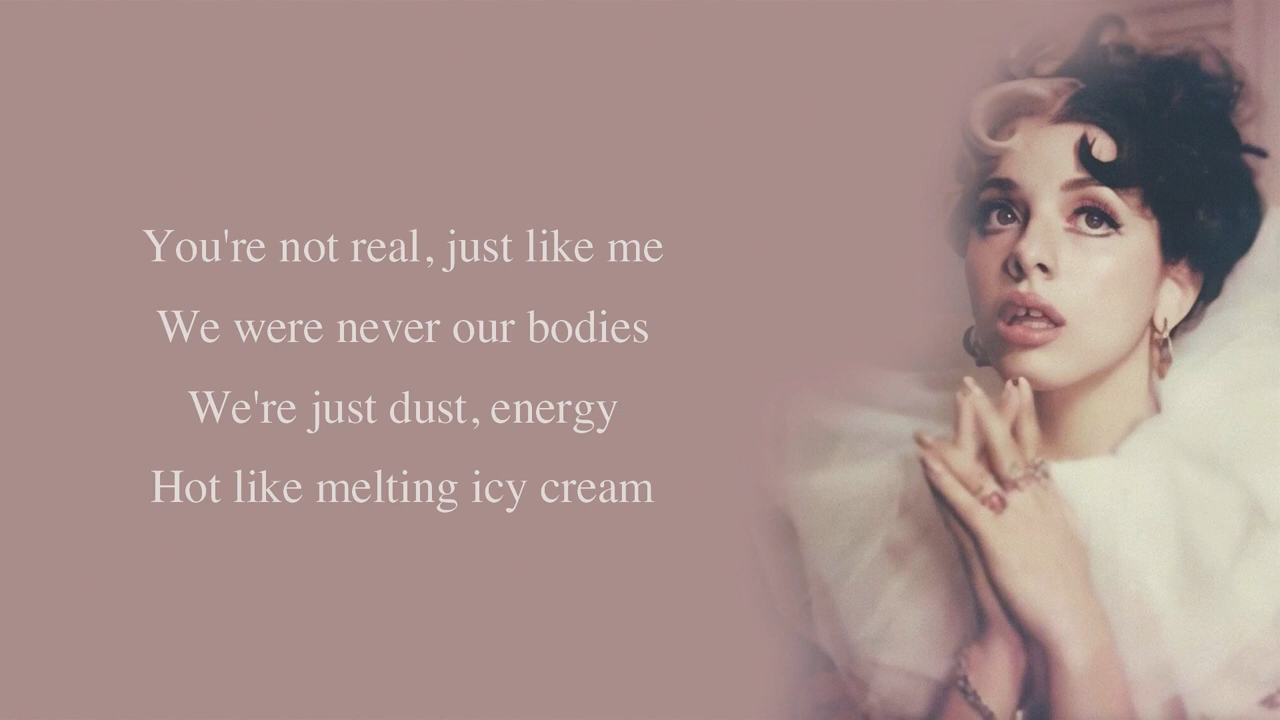 You're not real, just like me
We were never our bodies
We're just dust, energy
Hot like melting icy cream